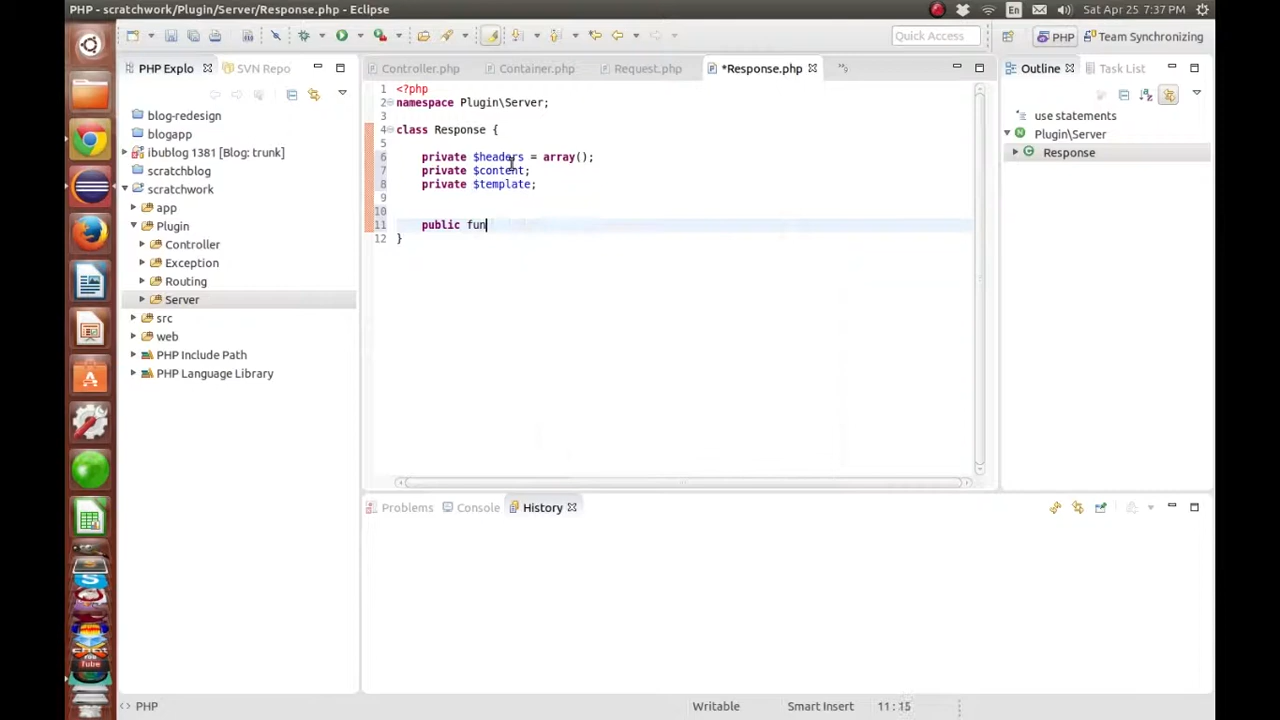 PHP - scratchwork/Plugin/Server/Response.php - Eclipse
En
Sat Apr 25 7:37 PM
Quick Access
PHP
Team Synchronizing
PHP Explo
SVN Repo
Controller.php
Container.php
Request.php
*Response.php
Outline
Task List
blog-redesign
blogapp
ibublog 1381 [Blog: trunk]
scratchblog
scratchwork
app
Plugin
Controller
Exception
Routing
Server
src
web
PHP Include Path
PHP Language Library
1 <?php
2 namespace Plugin\Server;
3
4 class Response {
5
6 private $headers = array();
7 private $content;
8 private $template;
9
10
11 public fun
12 }
use statements
Plugin\Server
Response
Problems
Console
History
PHP
Writable
Smart Insert
11 : 15